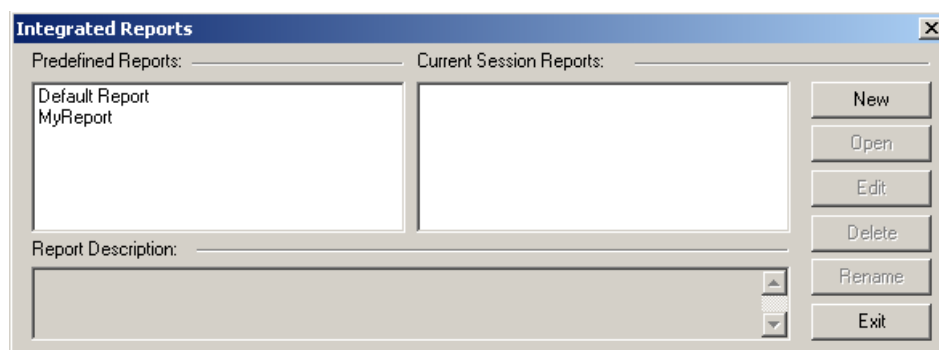 Integrated Reports
Predefined Reports:
Default Report
MyReport
Current Session Reports:
New
Open
Edit
Delete
Rename
Exit
Report Description: